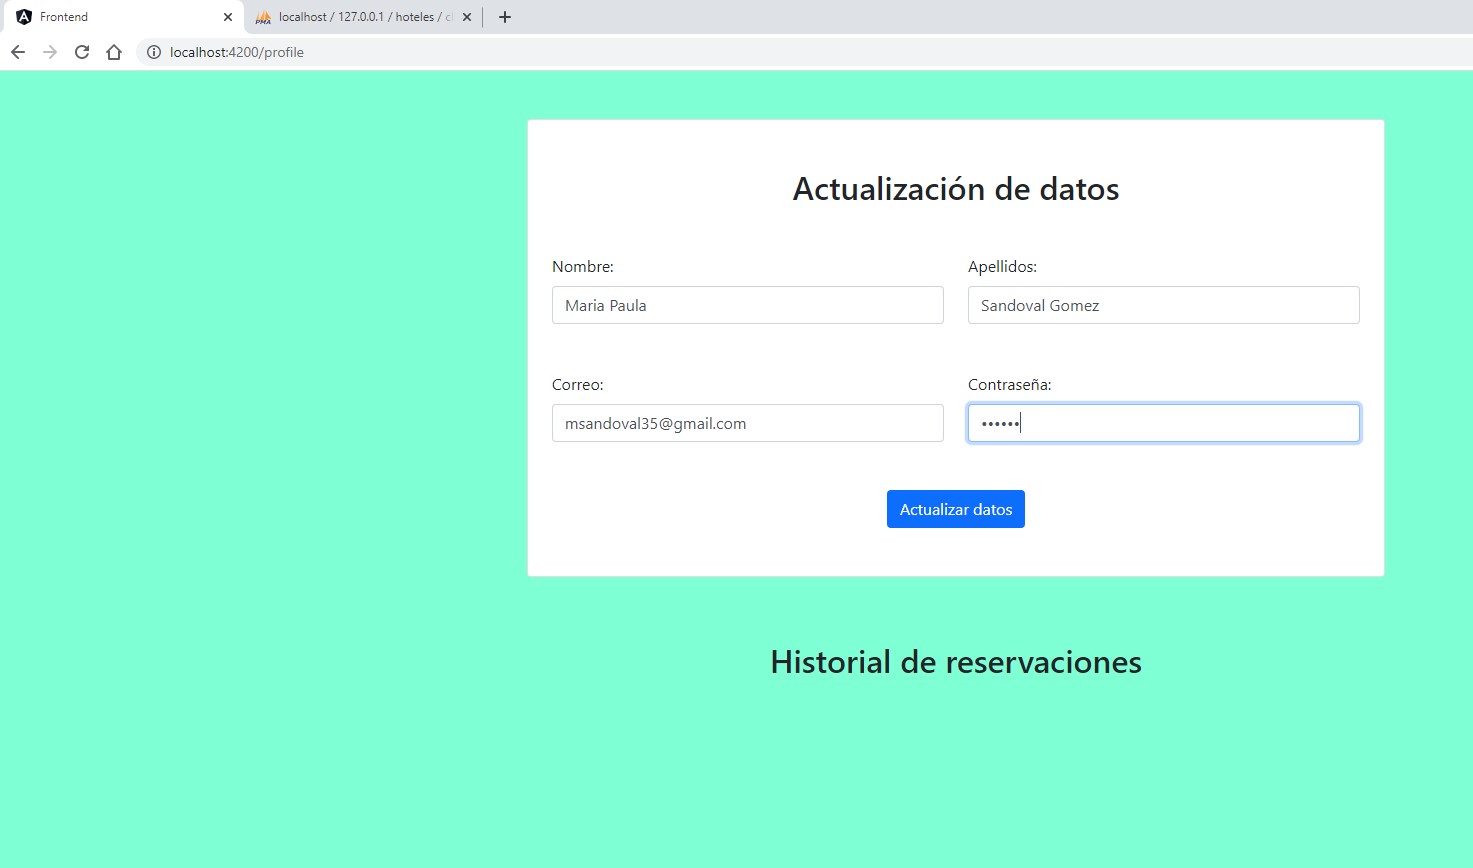 Frontend
localhost / 127.0.0.1 / hoteles / cl
localhost:4200/profile
Actualización de datos
Nombre: Apellidos:
Maria Paula Sandoval Gomez
Correo: Contraseña:
msandoval35@gmail.com ••••••
Actualizar datos
Historial de reservaciones